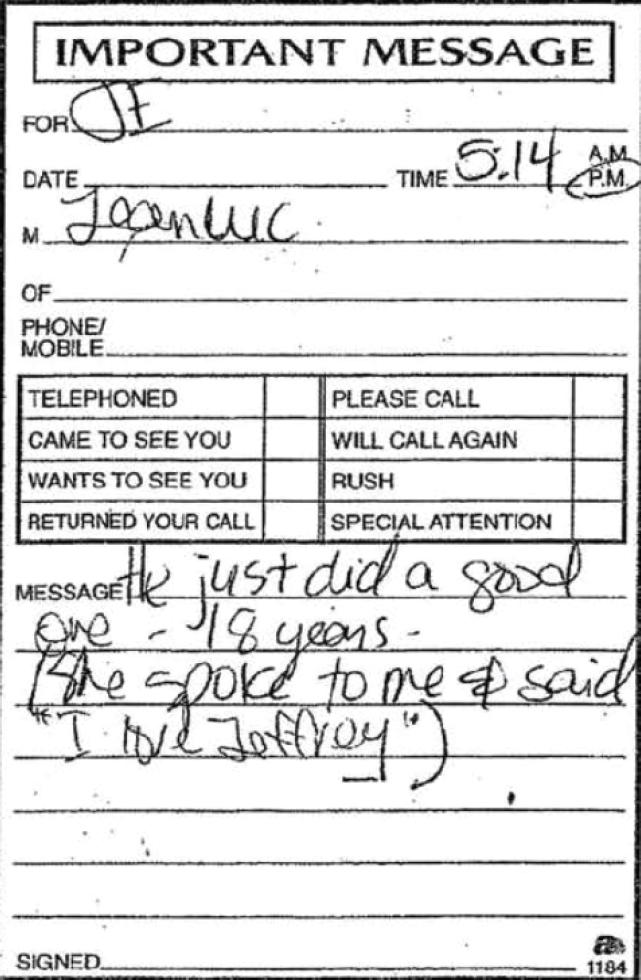 IMPORTANT MESSAGE
FOR JE
DATE TIME 5:14 A.M.
P.M.
M Jean Luc
OF
PHONE/
MOBILE
TELEPHONED PLEASE CALL
CAME TO SEE YOU WILL CALL AGAIN
WANTS TO SEE YOU RUSH
RETURNED YOUR CALL SPECIAL ATTENTION
MESSAGE He just did a good
one - 18 years -
(She spoke to me & said
"I love Jeffrey")
SIGNED
1184